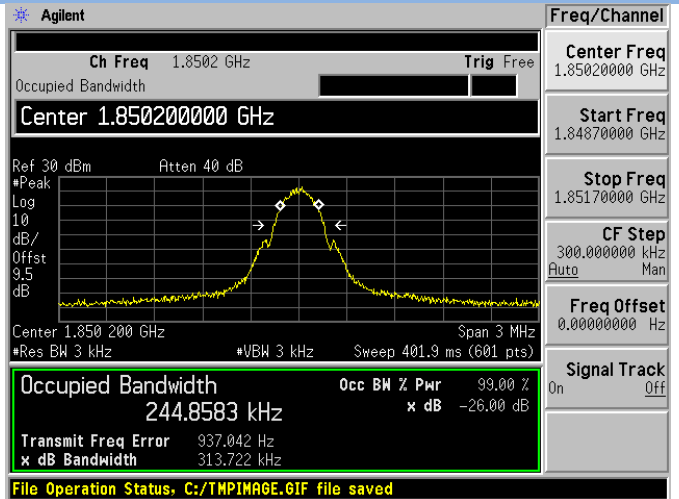 Agilent
Freq/Channel
Ch Freq 1.8502 GHz Trig Free
Occupied Bandwidth
Center 1.850200000 GHz
Center Freq
1.85020000 GHz
Start Freq
1.84870000 GHz
Stop Freq
1.85170000 GHz
CF Step
300.000000 kHz
Auto Man
Freq Offset
0.00000000 Hz
Signal Track
On Off
Ref 30 dBm Atten 40 dB
#Peak
Log
10
dB/
Offst
9.5
dB
Center 1.850 200 GHz Span 3 MHz
#Res BW 3 kHz #VBW 3 kHz Sweep 401.9 ms (601 pts)
Occupied Bandwidth Occ BW % Pwr 99.00 %
244.8583 kHz x dB -26.00 dB
Transmit Freq Error 937.042 Hz
x dB Bandwidth 313.722 kHz
File Operation Status, C:/TMPIMAGE.GIF file saved